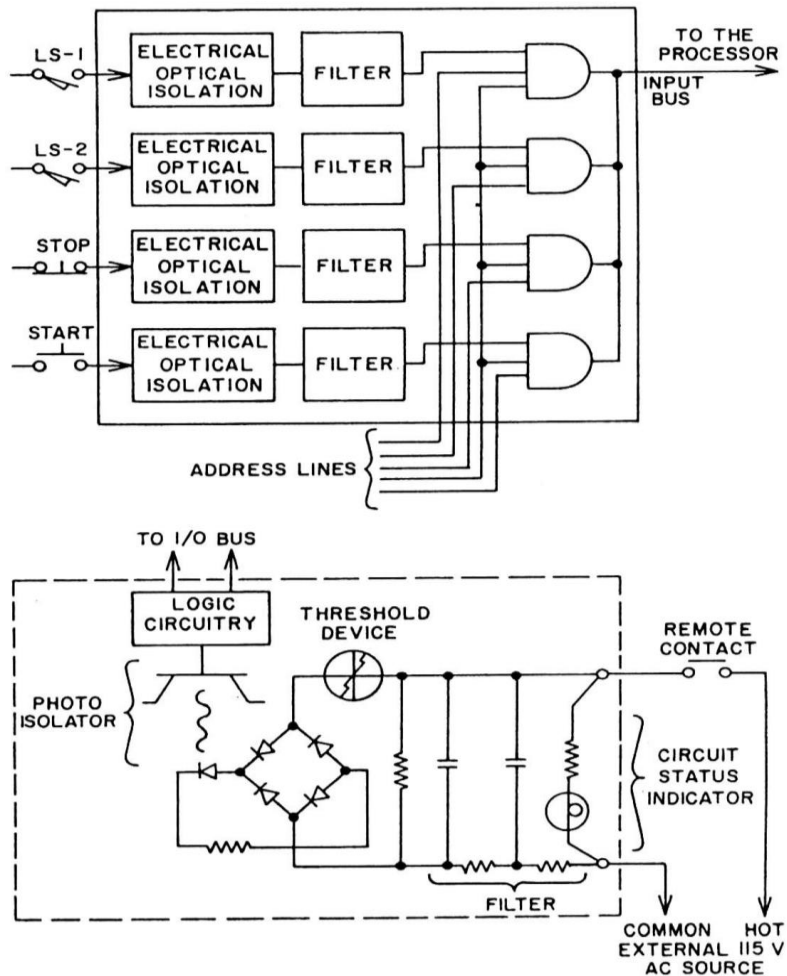 LS-1
ELECTRICAL
OPTICAL
ISOLATION
FILTER
TO THE
PROCESSOR
INPUT
BUS
LS-2
ELECTRICAL
OPTICAL
ISOLATION
FILTER
STOP
ELECTRICAL
OPTICAL
ISOLATION
FILTER
START
ELECTRICAL
OPTICAL
ISOLATION
FILTER
ADDRESS LINES
TO I/O BUS
LOGIC
CIRCUITRY
THRESHOLD
DEVICE
REMOTE
CONTACT
PHOTO
ISOLATOR
CIRCUIT
STATUS
INDICATOR
FILTER
COMMON HOT
EXTERNAL 115 V
AC SOURCE